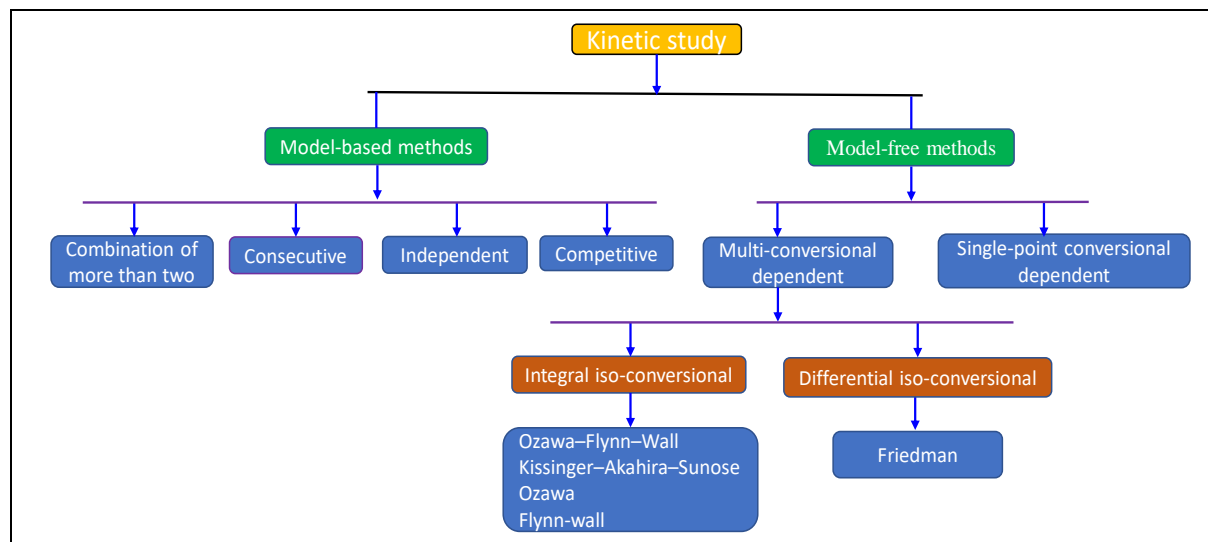 Kinetic study
Model-based methods
Model-free methods
Combination of
more than two
Consecutive
Independent
Competitive
Multi-conversional
dependent
Single-point conversional
dependent
Integral iso-conversional
Differential iso-conversional
Ozawa–Flynn–Wall
Kissinger–Akahira–Sunose
Ozawa
Flynn-wall
Friedman